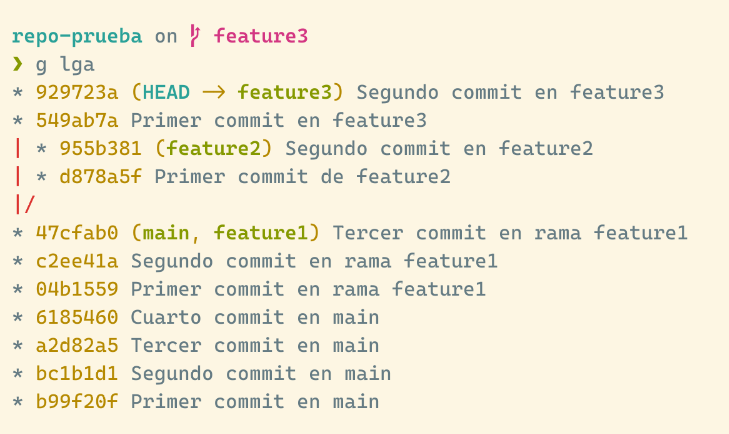 repo-prueba on feature3
❯ g lga
* 929723a (HEAD -> feature3) Segundo commit en feature3
* 549ab7a Primer commit en feature3
| * 955b381 (feature2) Segundo commit en feature2
| * d878a5f Primer commit de feature2
|/
* 47cfab0 (main, feature1) Tercer commit en rama feature1
* c2ee41a Segundo commit en rama feature1
* 04b1559 Primer commit en rama feature1
* 6185460 Cuarto commit en main
* a2d82a5 Tercer commit en main
* bc1b1d1 Segundo commit en main
* b99f20f Primer commit en main